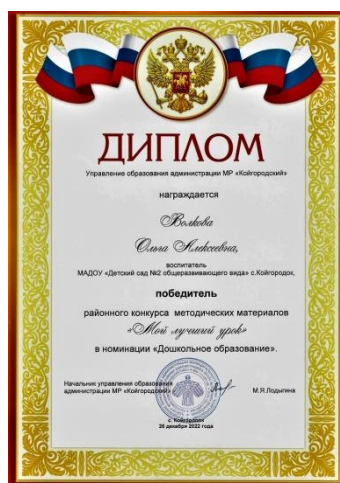 ДИПЛОМ
Управление образования администрации МР «Койгородский»
награждается
Волкова
Ольга Алексеевна,
воспитатель
МАДОУ «Детский сад №2 общеразвивающего вида» с.Койгородок,
победитель
районного конкурса методических материалов
«Мой лучший урок»
в номинации «Дошкольное образование».
Начальник управления образования
администрации МР «Койгородский»
М.Я.Лодыгина
с. Койгородок
26 декабря 2022 года